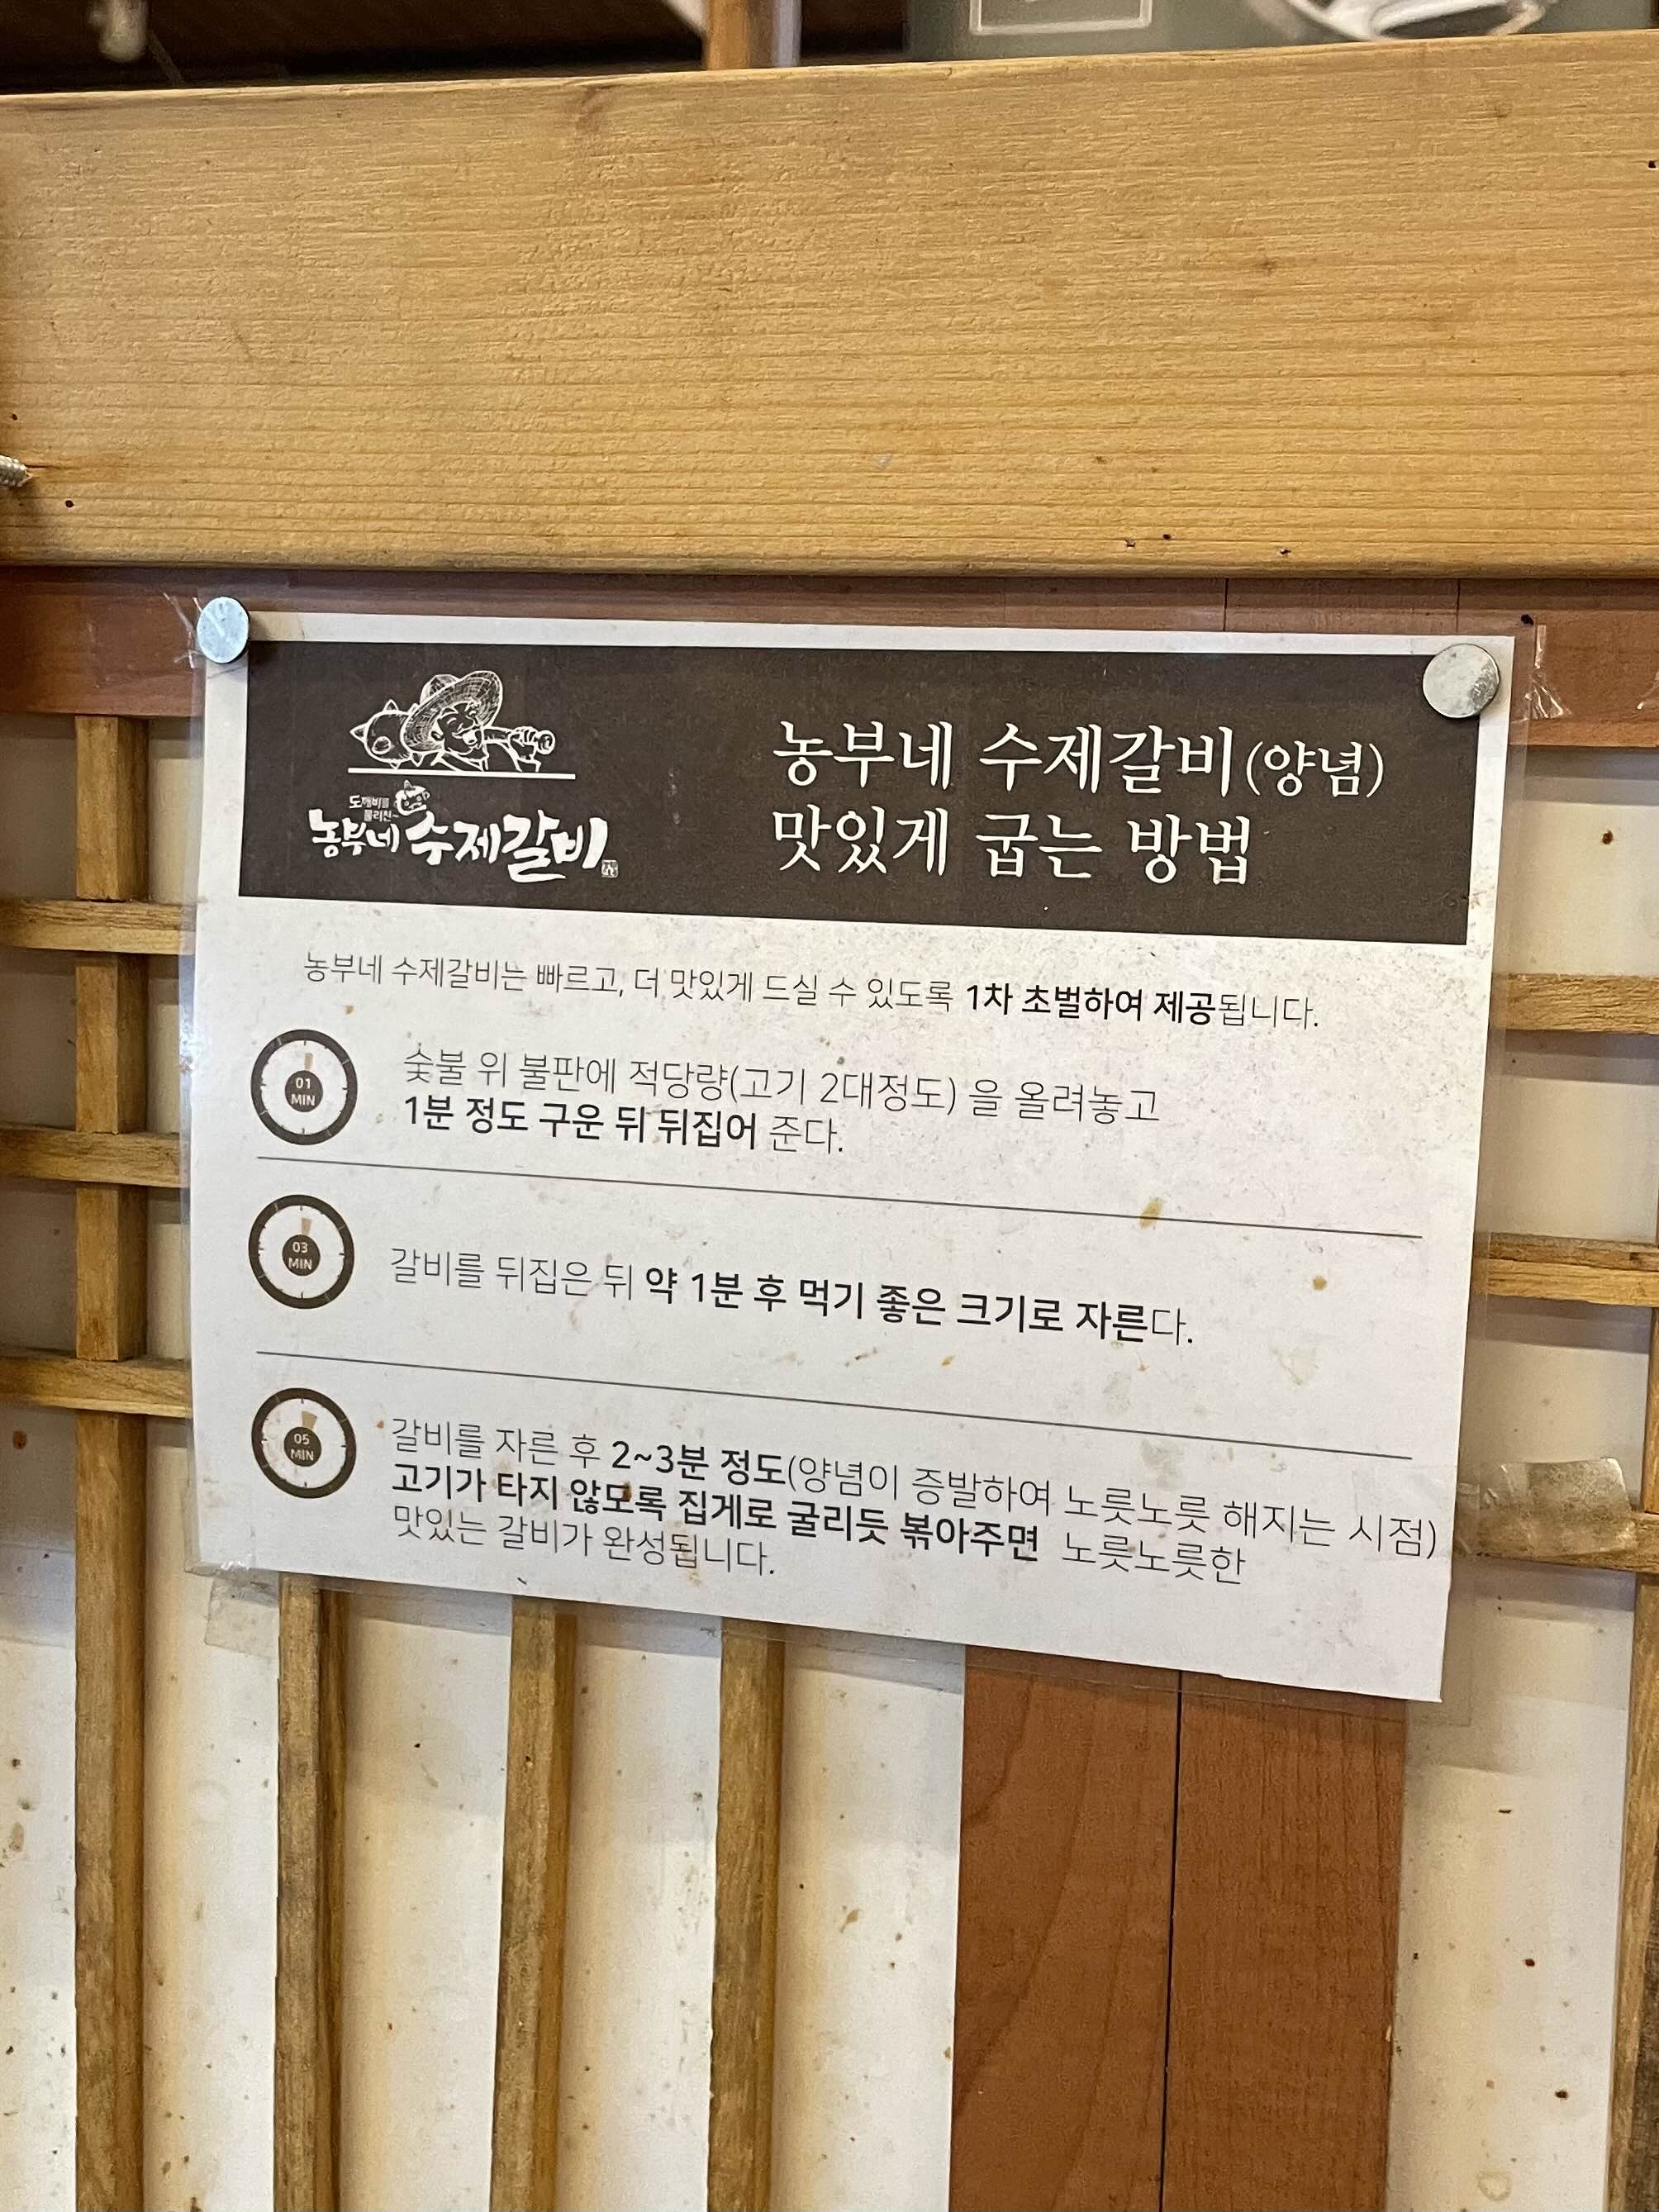 도깨비를
물리친~
농부네 수제갈비
농부네 수제갈비(양념)
맛있게 굽는 방법
농부네 수제갈비는 빠르고, 더 맛있게 드실 수 있도록 1차 초벌하여 제공됩니다.
01
MIN
숯불 위 불판에 적당량(고기 2대정도) 을 올려놓고
1분 정도 구운 뒤 뒤집어 준다.
03
MIN
갈비를 뒤집은 뒤 약 1분 후 먹기 좋은 크기로 자른다.
05
MIN
갈비를 자른 후 2~3분 정도(양념이 증발하여 노릇노릇 해지는 시점)
고기가 타지 않도록 집게로 굴리듯 볶아주면 노릇노릇한
맛있는 갈비가 완성됩니다.